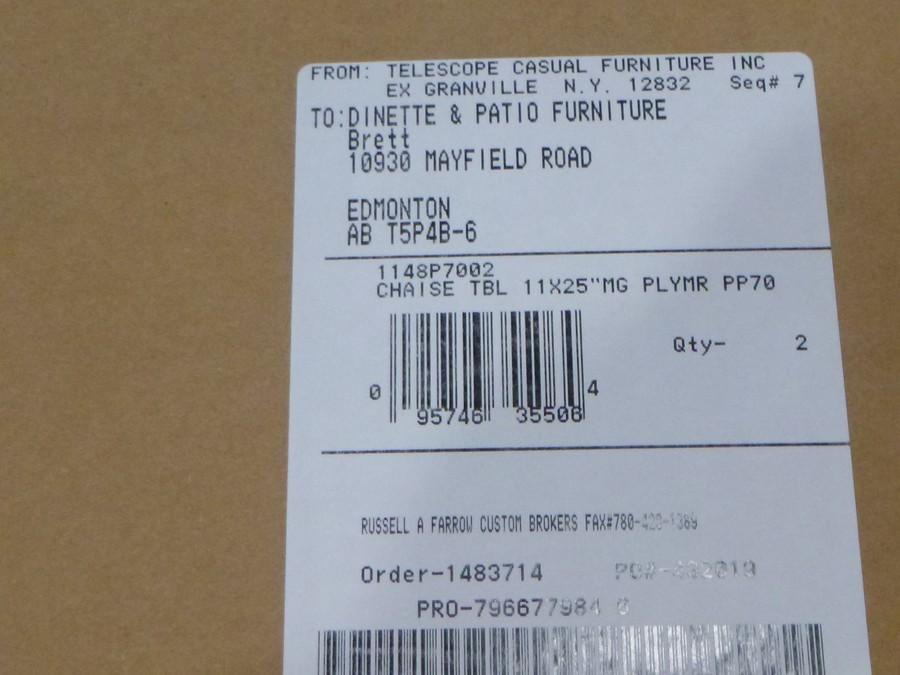 FROM: TELESCOPE CASUAL FURNITURE INC
EX GRANVILLE N.Y. 12832 Seq# 7
TO:DINETTE & PATIO FURNITURE
Brett
10930 MAYFIELD ROAD
EDMONTON
AB T5P4B-6
1148P7002
CHAISE TBL 11X25"MG PLYMR PP70
Qty- 2
0 95746 35508 4
RUSSELL A FARROW CUSTOM BROKERS FAX#780-
Order-1483714
PRO-796677984